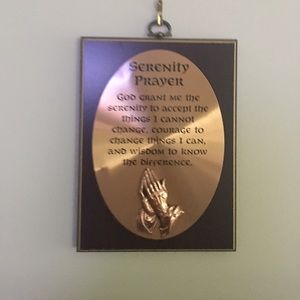 Serenity
Prayer
God grant me the
serenity to accept the
things I cannot
change, courage to
change things I can,
and wisdom to know
the difference.